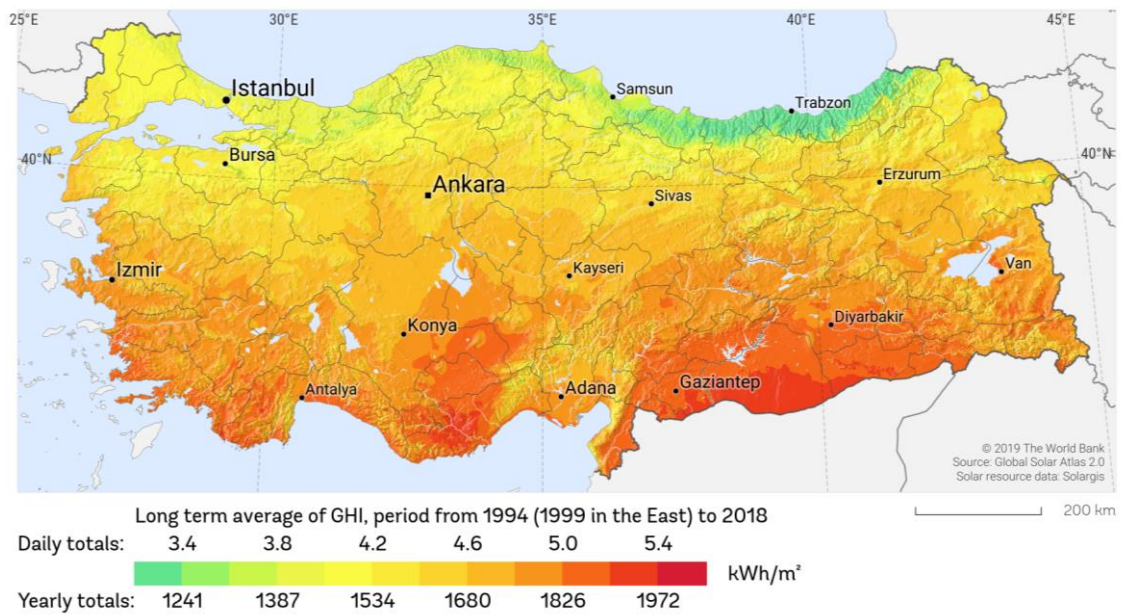 25°E 30°E 35°E 40°E 45°E
Istanbul
Samsun
Trabzon
40°N Bursa 40°N
Ankara
Erzurum
Sivas
Izmir
Kayseri
Van
Konya
Diyarbakir
Antalya
Adana
Gaziantep
© 2019 The World Bank
Source: Global Solar Atlas 2.0
Solar resource data: Solargis
Long term average of GHI, period from 1994 (1999 in the East) to 2018
200 km
Daily totals: 3.4 3.8 4.2 4.6 5.0 5.4
kWh/m²
Yearly totals: 1241 1387 1534 1680 1826 1972